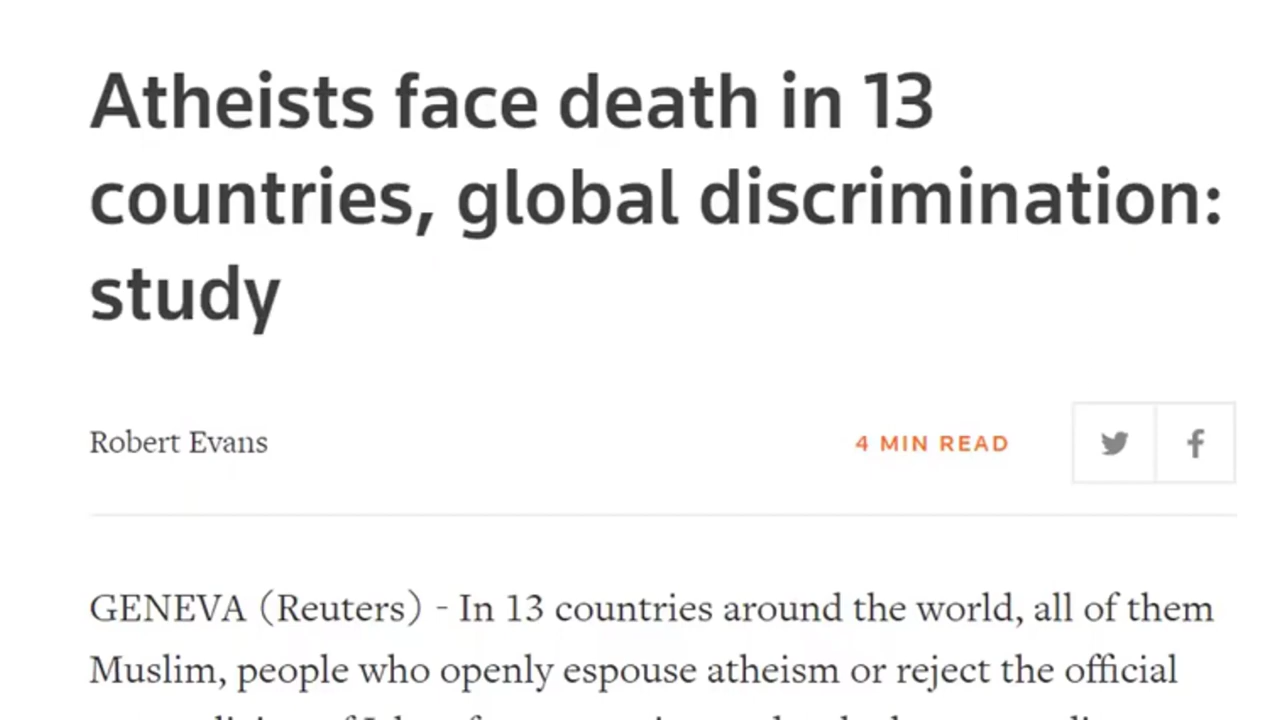 Atheists face death in 13
countries, global discrimination:
study
Robert Evans
4 MIN READ
GENEVA (Reuters) - In 13 countries around the world, all of them
Muslim, people who openly espouse atheism or reject the official